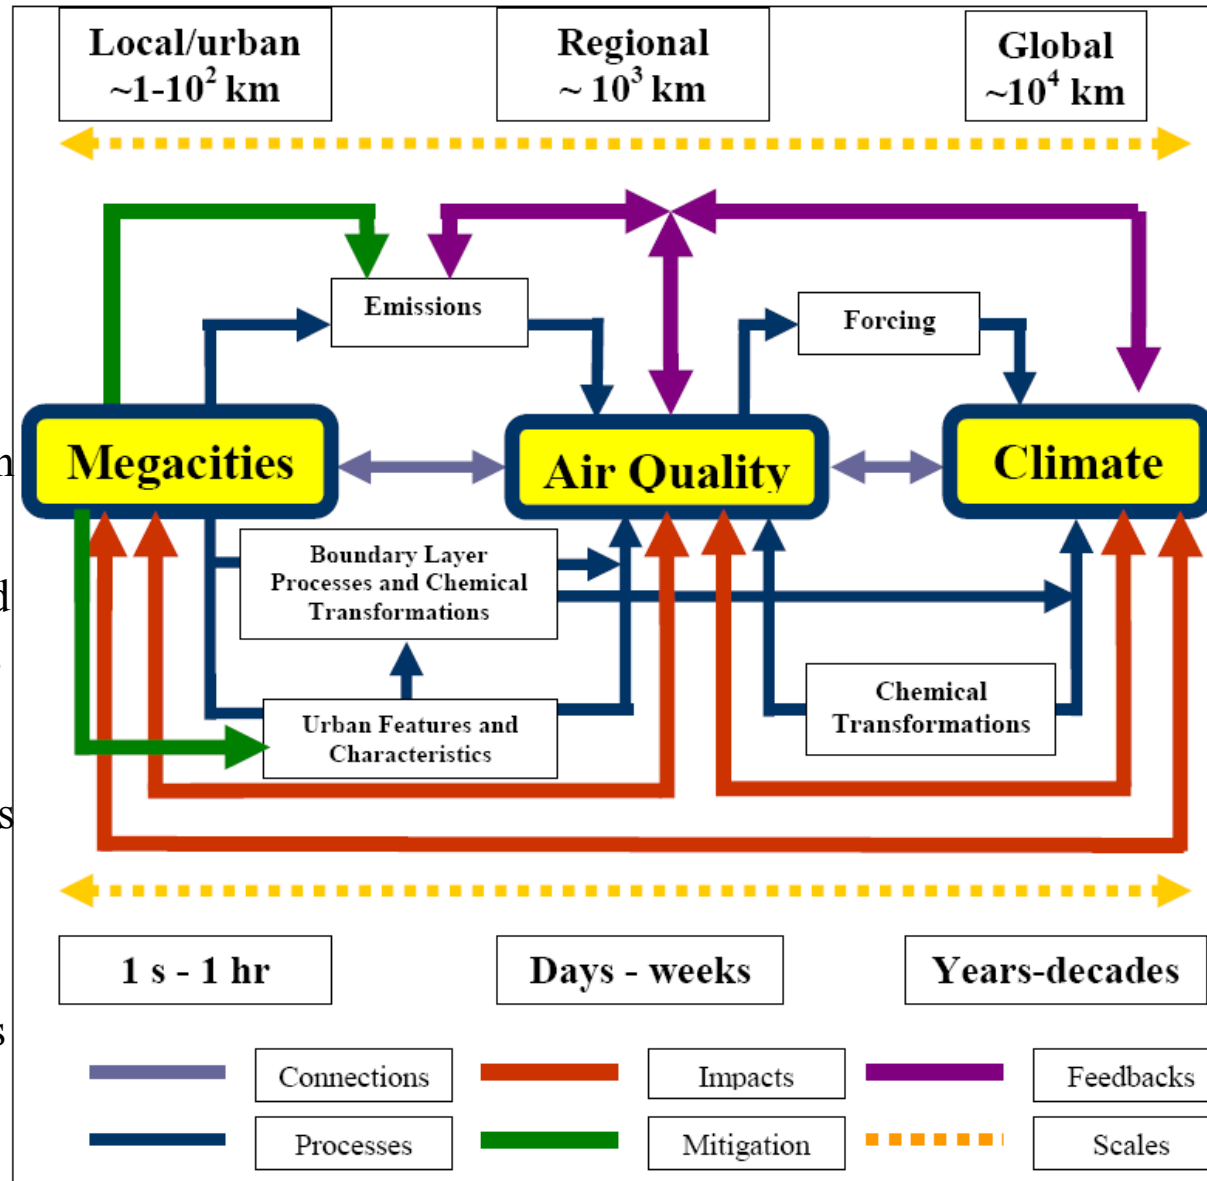 Local/urban
~1-10² km
Regional
~ 10³ km
Global
~10⁴ km
Emissions
Forcing
Megacities
Air Quality
Climate
Boundary Layer
Processes and Chemical
Transformations
Urban Features and
Characteristics
Chemical
Transformations
1 s - 1 hr
Days - weeks
Years-decades
Connections
Impacts
Feedbacks
Processes
Mitigation
Scales